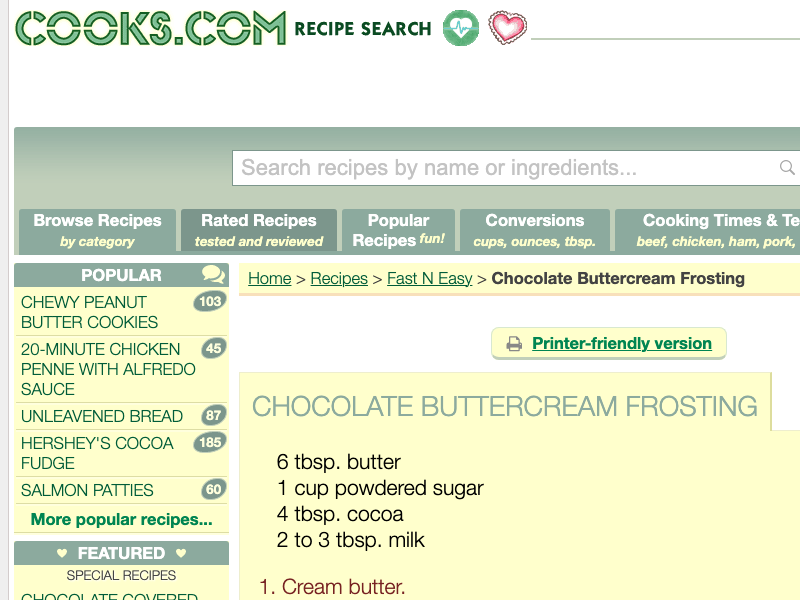 COOKS.COM RECIPE SEARCH
Search recipes by name or ingredients...
Browse Recipes
by category
Rated Recipes
tested and reviewed
Popular
Recipes fun!
Conversions
cups, ounces, tbsp.
Cooking Times & Te
beef, chicken, ham, pork,
POPULAR
CHEWY PEANUT 103
BUTTER COOKIES
20-MINUTE CHICKEN 45
PENNE WITH ALFREDO
SAUCE
UNLEAVENED BREAD 87
HERSHEY'S COCOA 185
FUDGE
SALMON PATTIES 60
More popular recipes...
FEATURED
SPECIAL RECIPES
CHOCOLATE COVERED
Home > Recipes > Fast N Easy > Chocolate Buttercream Frosting
Printer-friendly version
CHOCOLATE BUTTERCREAM FROSTING
6 tbsp. butter
1 cup powdered sugar
4 tbsp. cocoa
2 to 3 tbsp. milk
1. Cream butter.